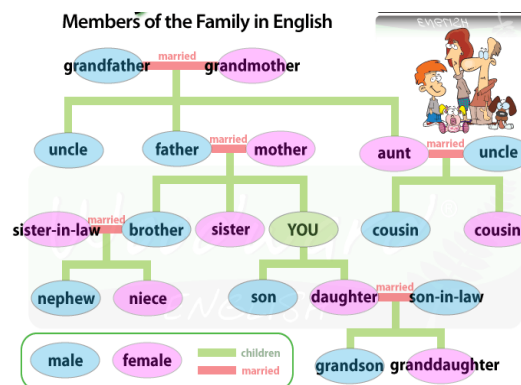 Members of the Family in English
ENGLISH
grandfather married grandmother
uncle father married mother aunt married uncle
sister-in-law married brother sister YOU cousin cousin
nephew niece son daughter married son-in-law
ENGLISH
male female children
married
grandson granddaughter